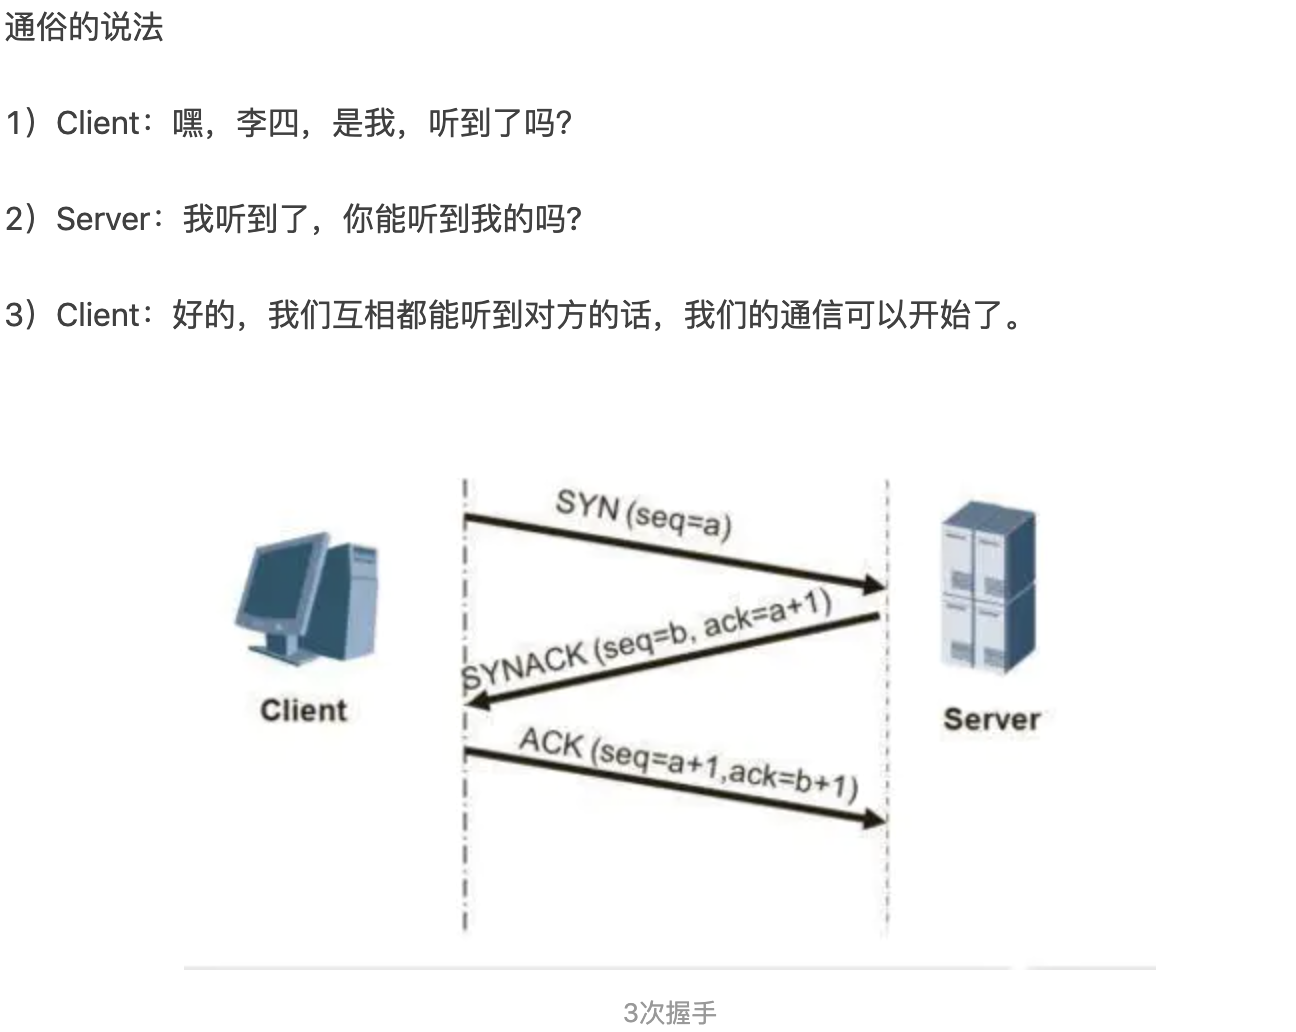 通俗的说法
1）Client：嘿，李四，是我，听到了吗？
2）Server：我听到了，你能听到我的吗？
3）Client：好的，我们互相都能听到对方的话，我们的通信可以开始了。
SYN (seq=a)
SYNACK (seq=b, ack=a+1)
Client
Server
ACK (seq=a+1,ack=b+1)
3次握手